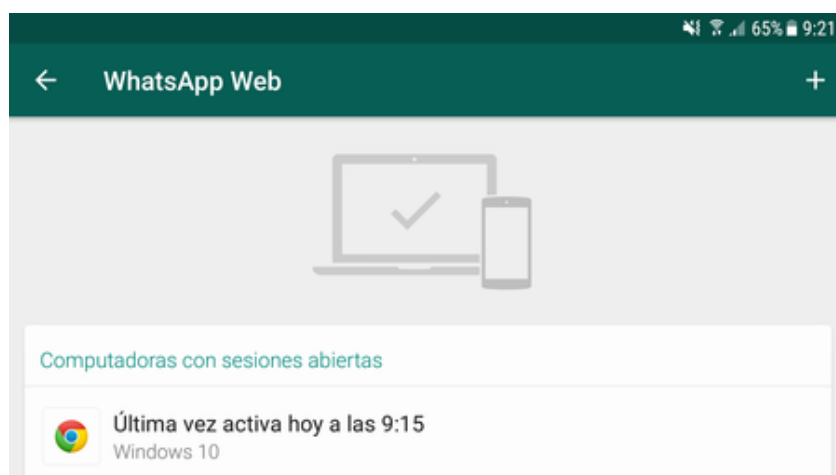 65% 9:21
WhatsApp Web
Computadoras con sesiones abiertas
Última vez activa hoy a las 9:15
Windows 10